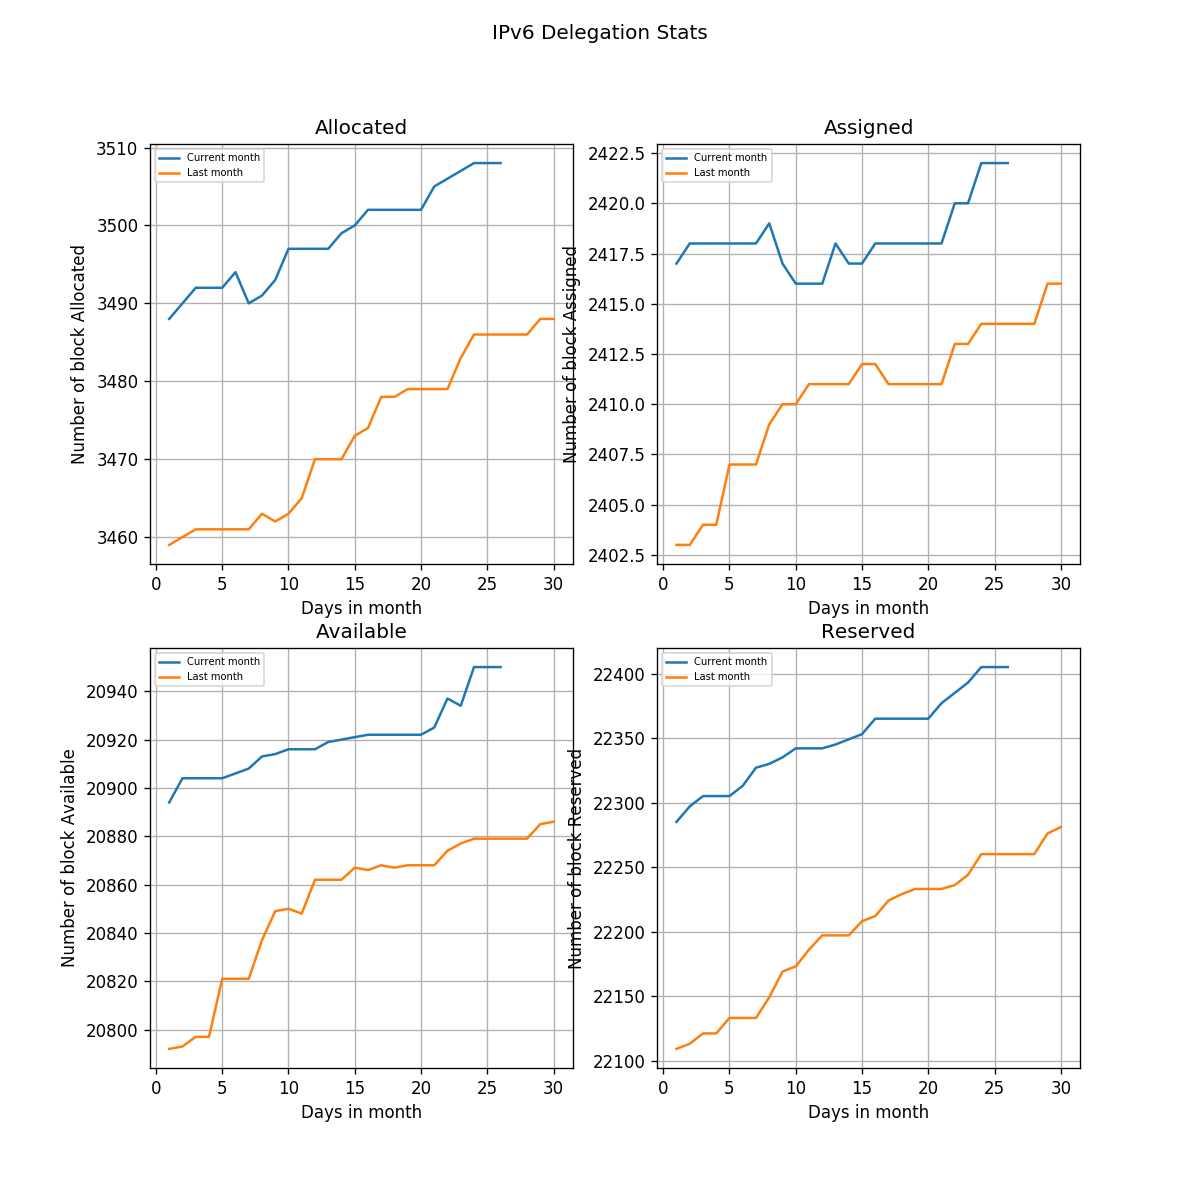 IPv6 Delegation Stats
Allocated
Number of block Allocated
3510
3500
3490
3480
3470
3460
Current month
Last month
0 5 10 15 20 25 30
Days in month
Assigned
Number of block Assigned
2422.5
2420.0
2417.5
2415.0
2412.5
2410.0
2407.5
2405.0
2402.5
Current month
Last month
0 5 10 15 20 25 30
Days in month
Available
Number of block Available
20940
20920
20900
20880
20860
20840
20820
20800
Current month
Last month
0 5 10 15 20 25 30
Days in month
Reserved
Number of block Reserved
22400
22350
22300
22250
22200
22150
22100
Current month
Last month
0 5 10 15 20 25 30
Days in month